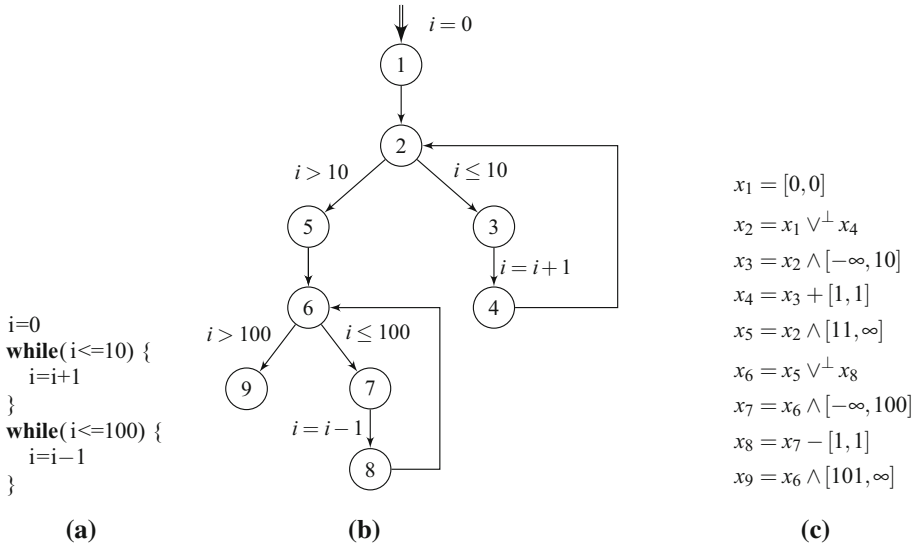 i = 0
1
2
i > 10
i ≤ 10
5
3
i = i + 1
6
4
i > 100
i ≤ 100
9
7
i = i − 1
8
i=0
while(i<=10) {
i=i+1
}
while(i<=100) {
i=i−1
}
x₁ = [0,0]
x₂ = x₁ ∨⊥ x₄
x₃ = x₂ ∧ [−∞,10]
x₄ = x₃ + [1,1]
x₅ = x₂ ∧ [11,∞]
x₆ = x₅ ∨⊥ x₈
x₇ = x₆ ∧ [−∞,100]
x₈ = x₇ − [1,1]
x₉ = x₆ ∧ [101,∞]
(a)
(b)
(c)